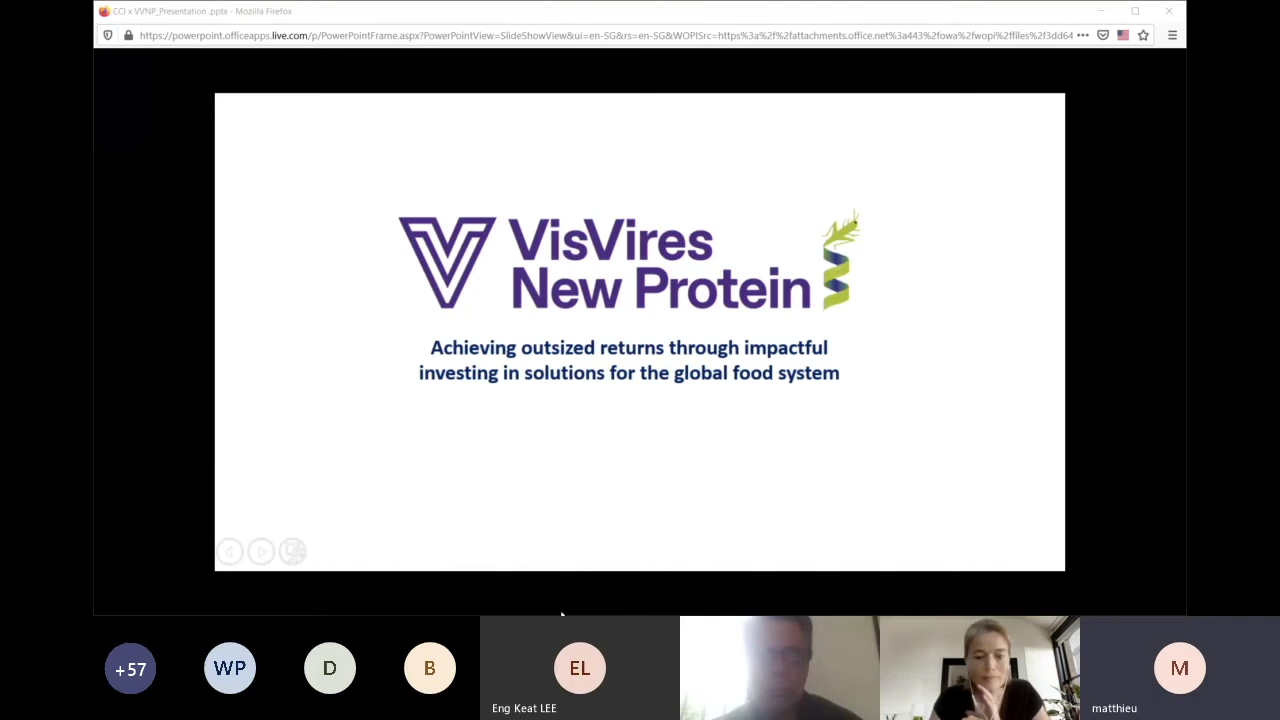 CCI x VVNP_Presentation .pptx - Mozilla Firefox
https://powerpoint.officeapps.live.com/p/PowerPointFrame.aspx?PowerPointView=SlideShowView&ui=en-SG&rs=en-SG&WOPISrc=https%3a%2f%2fattachments.office.net%3a443%2fowa%2fwopi%2ffiles%2f3dd64
VisVires
New Protein
Achieving outsized returns through impactful
investing in solutions for the global food system
+57
WP
D
B
EL
M
Eng Keat LEE
matthieu